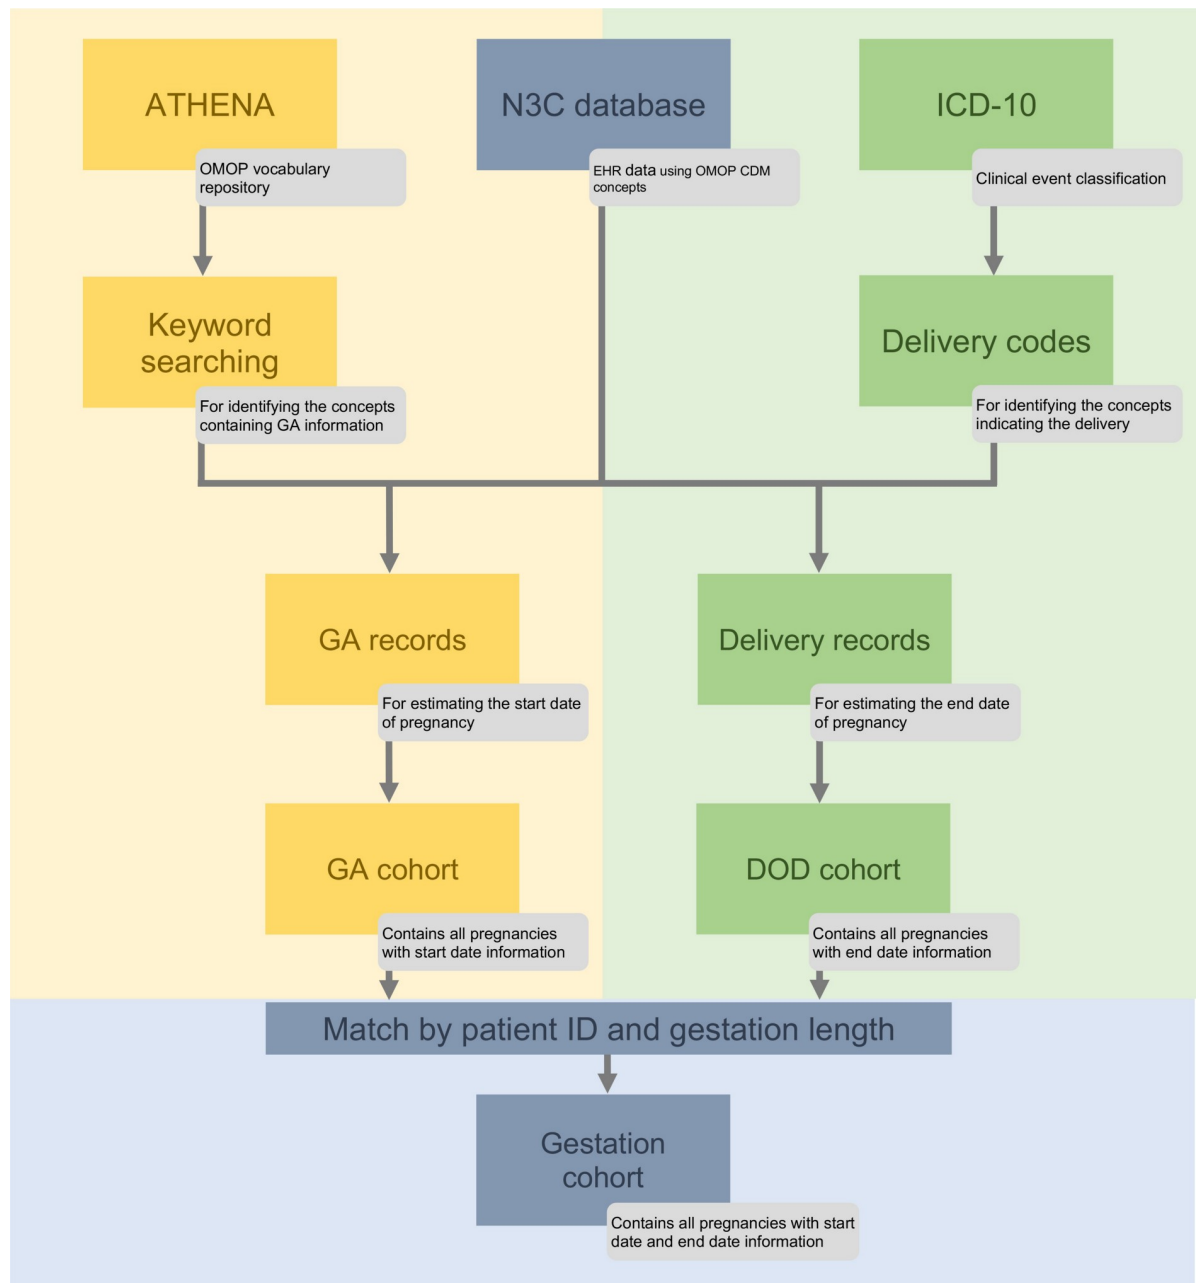 ATHENA
OMOP vocabulary
repository
N3C database
EHR data using OMOP CDM
concepts
ICD-10
Clinical event classification
Keyword
searching
For identifying the concepts
containing GA information
Delivery codes
For identifying the concepts
indicating the delivery
GA records
For estimating the start date
of pregnancy
Delivery records
For estimating the end date
of pregnancy
GA cohort
Contains all pregnancies
with start date information
DOD cohort
Contains all pregnancies
with end date information
Match by patient ID and gestation length
Gestation
cohort
Contains all pregnancies with start
date and end date information